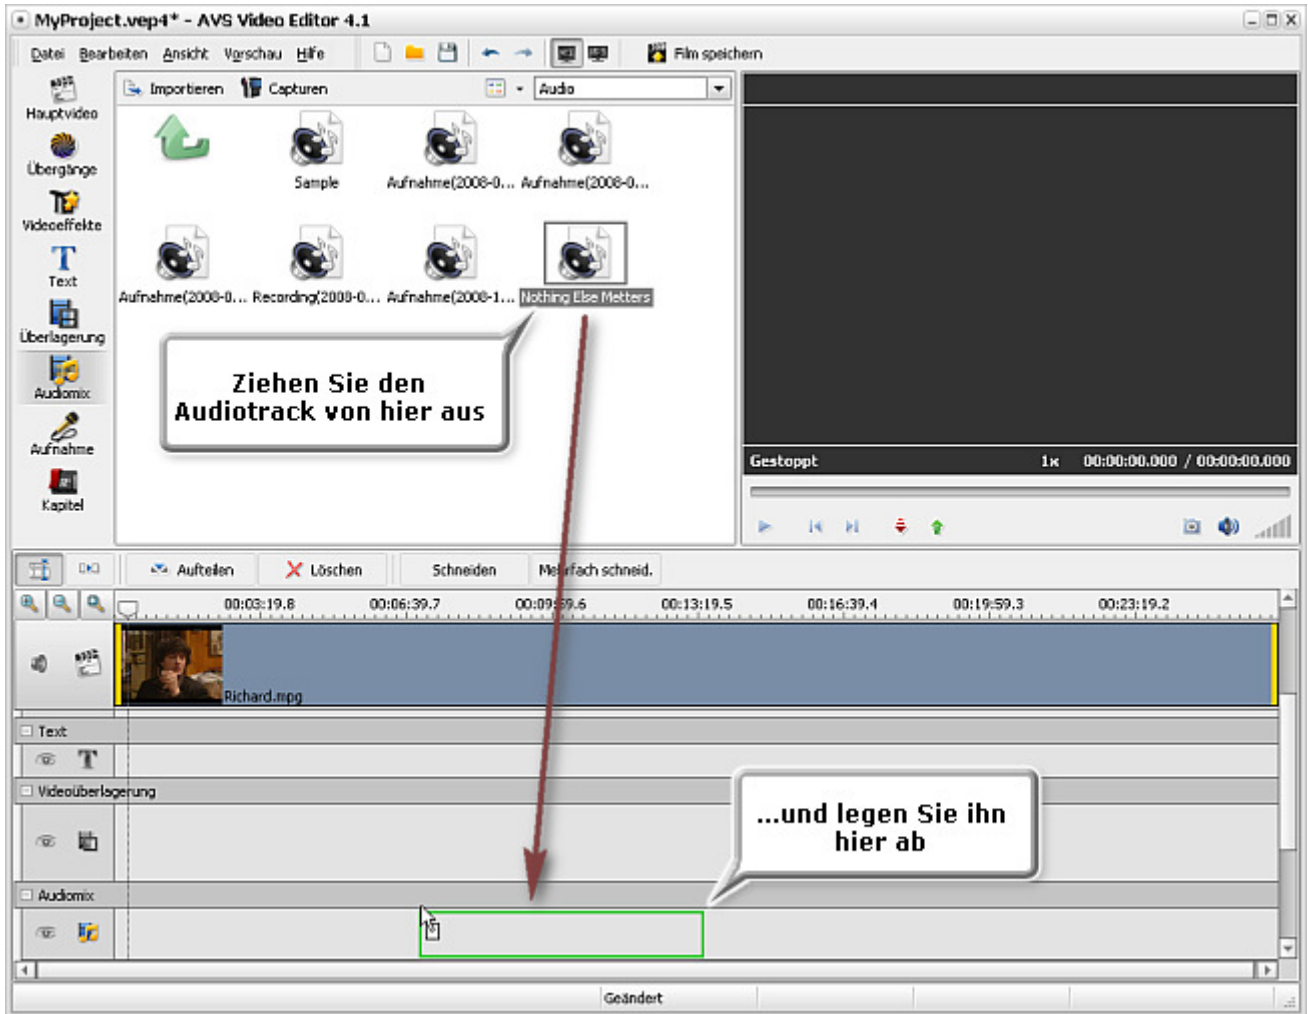 MyProject.vep4* - AVS Video Editor 4.1
Datei Bearbeiten Ansicht Vorschau Hilfe Film speichern
Importieren Capturen Audio
Hauptvideo
Übergänge
Videoeffekte
Text
Überlagerung
Audiomix
Aufnahme
Kapitel
Sample Aufnahme(2008-0... Aufnahme(2008-0...
Aufnahme(2008-0... Recording(2008-0... Aufnahme(2008-1... Nothing Else Metters
Ziehen Sie den
Audiotrack von hier aus
Gestoppt 1x 00:00:00.000 / 00:00:00.000
Aufteilen Löschen Schneiden Mehrfach schneid.
00:03:19.8 00:06:39.7 00:09:59.6 00:13:19.5 00:16:39.4 00:19:59.3 00:23:19.2
Richard.mpg
Text
T
Videoüberlagerung
...und legen Sie ihn
hier ab
Audiomix
Geändert